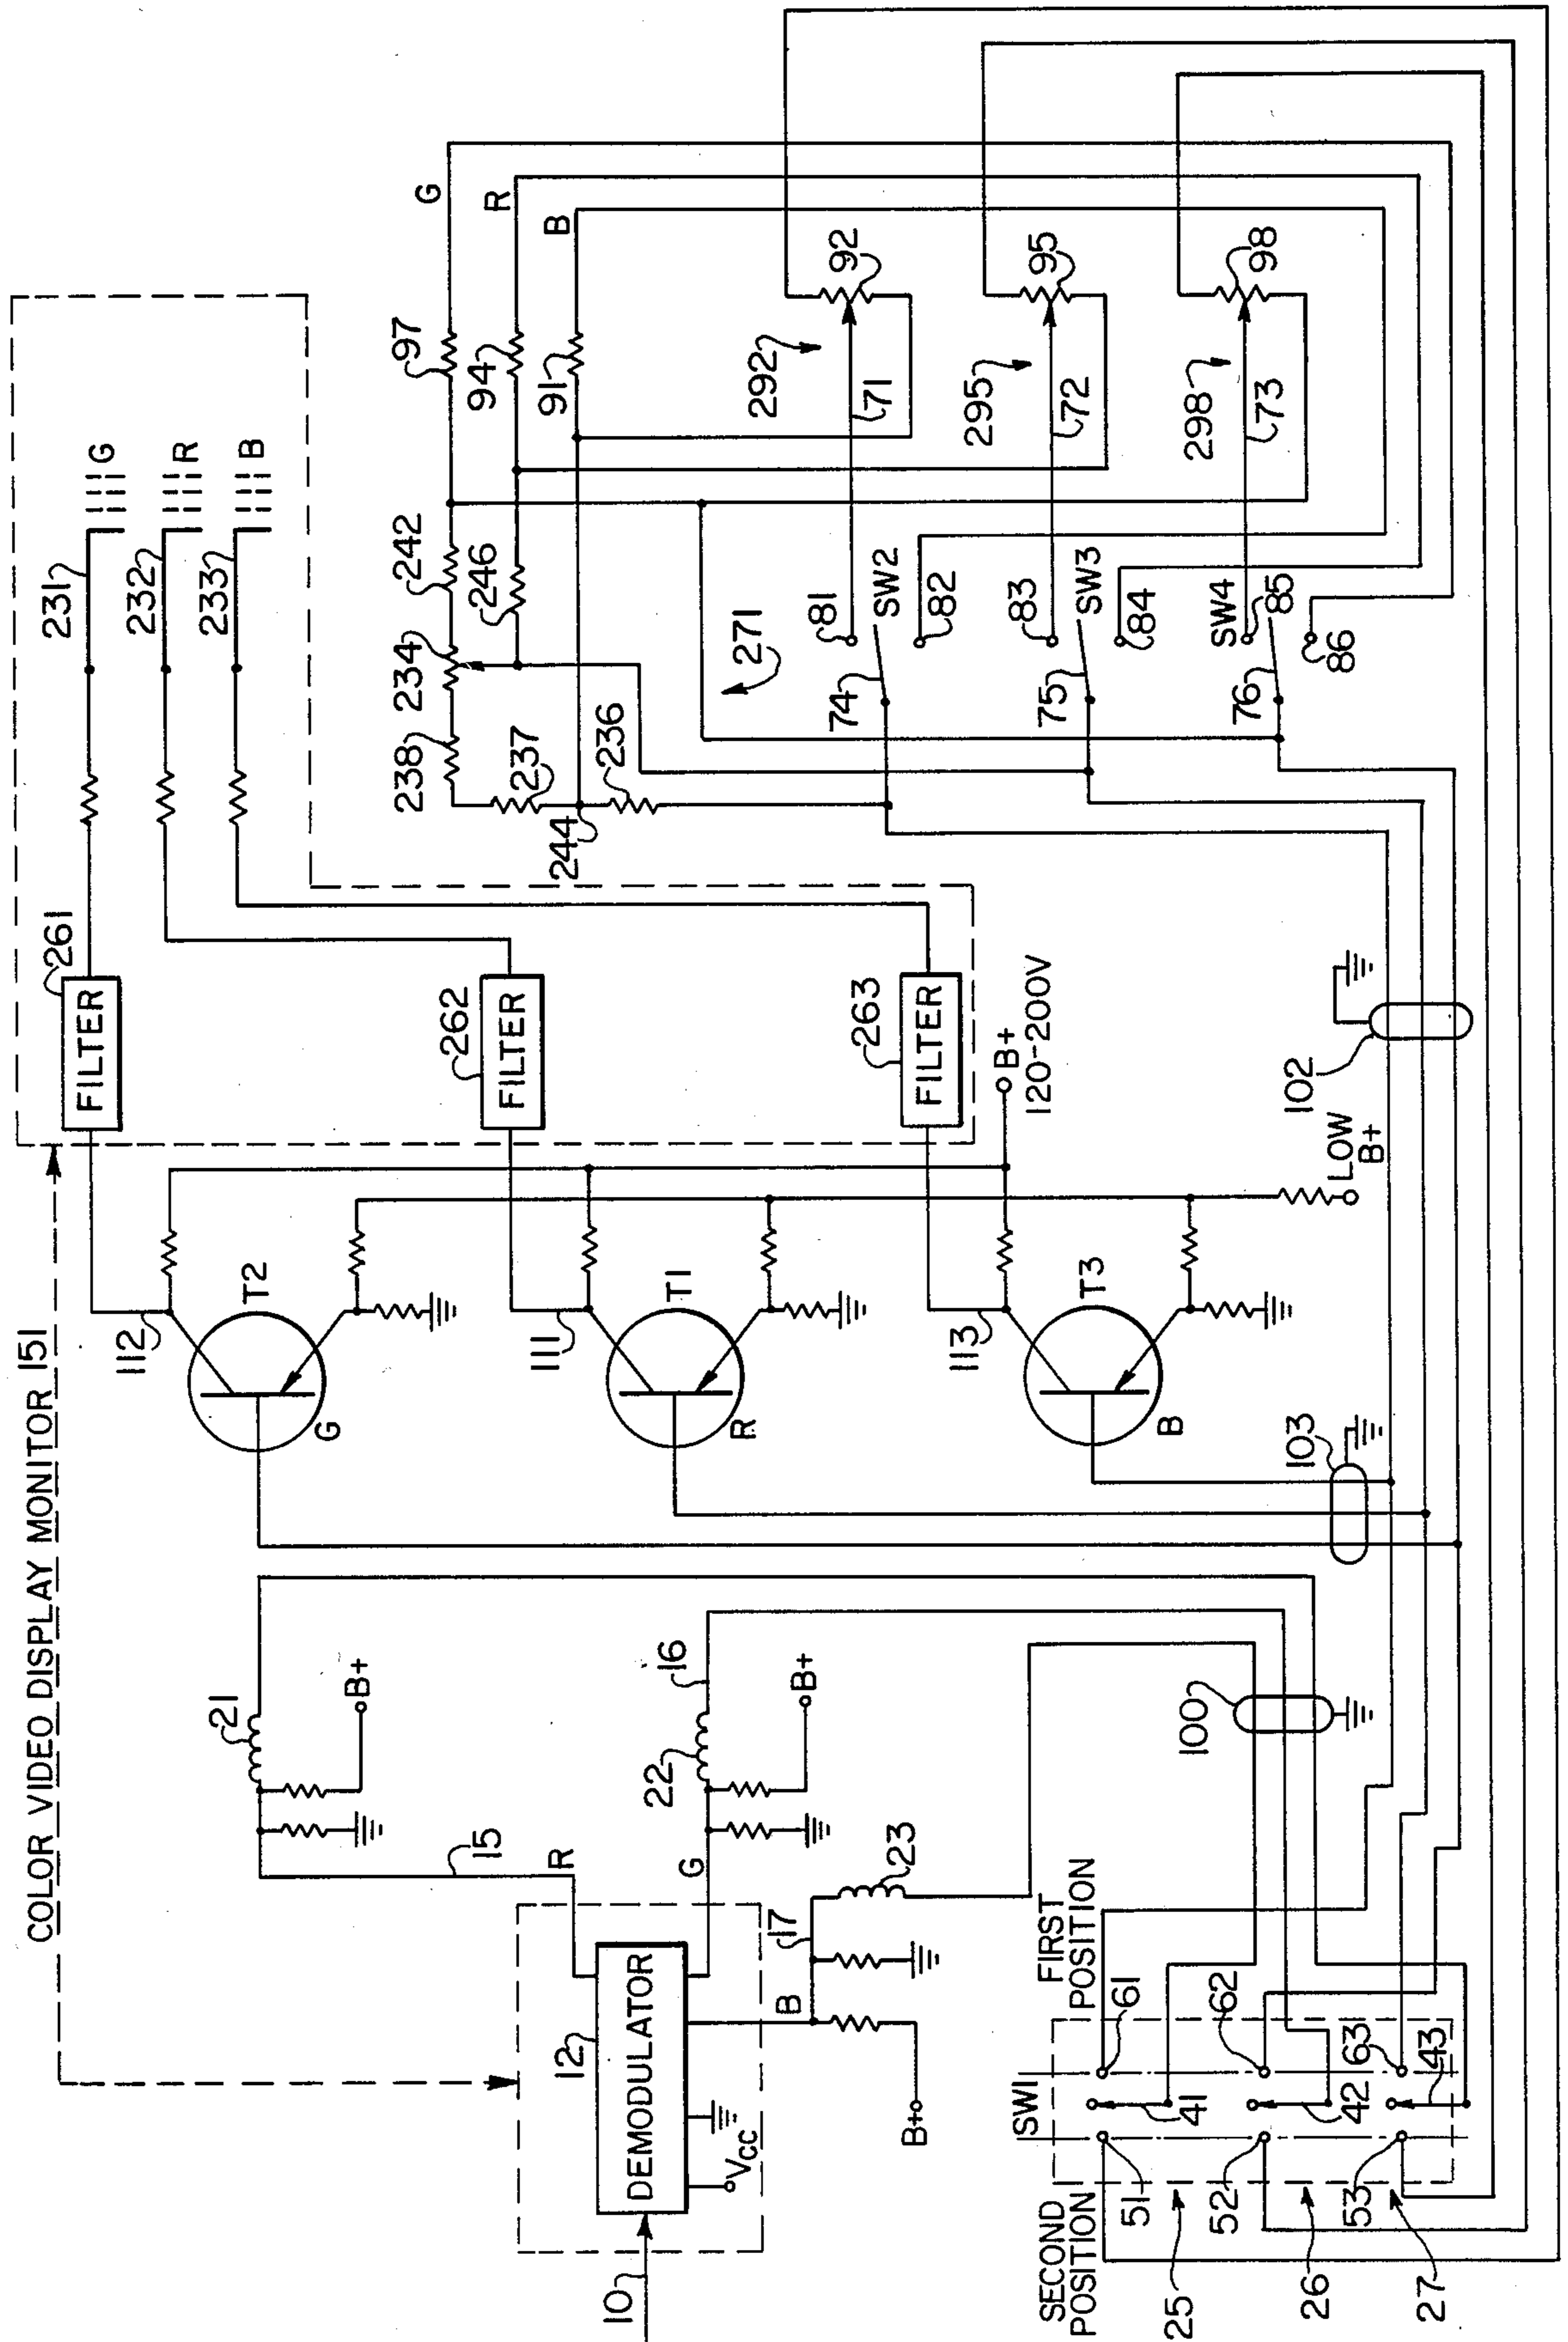 COLOR VIDEO DISPLAY MONITOR 151
FILTER
261
231
G
232
R
233
B
FILTER
262
FILTER
263
112
T2
G
111
T1
R
113
T3
B
B+
120-200V
LOW
B+
102
103
G
R
B
97
94
91
242
246
234
238
237
236
244
271
292
92
71
295
95
72
298
98
73
81
SW2
82
74
83
SW3
84
75
SW4
85
86
76
21
B+
15
R
16
22
B+
G
23
17
B
B+
100
12
DEMODULATOR
Vcc
10
FIRST
POSITION
SW1
61
62
63
41
42
43
51
52
53
SECOND
POSITION
25
26
27